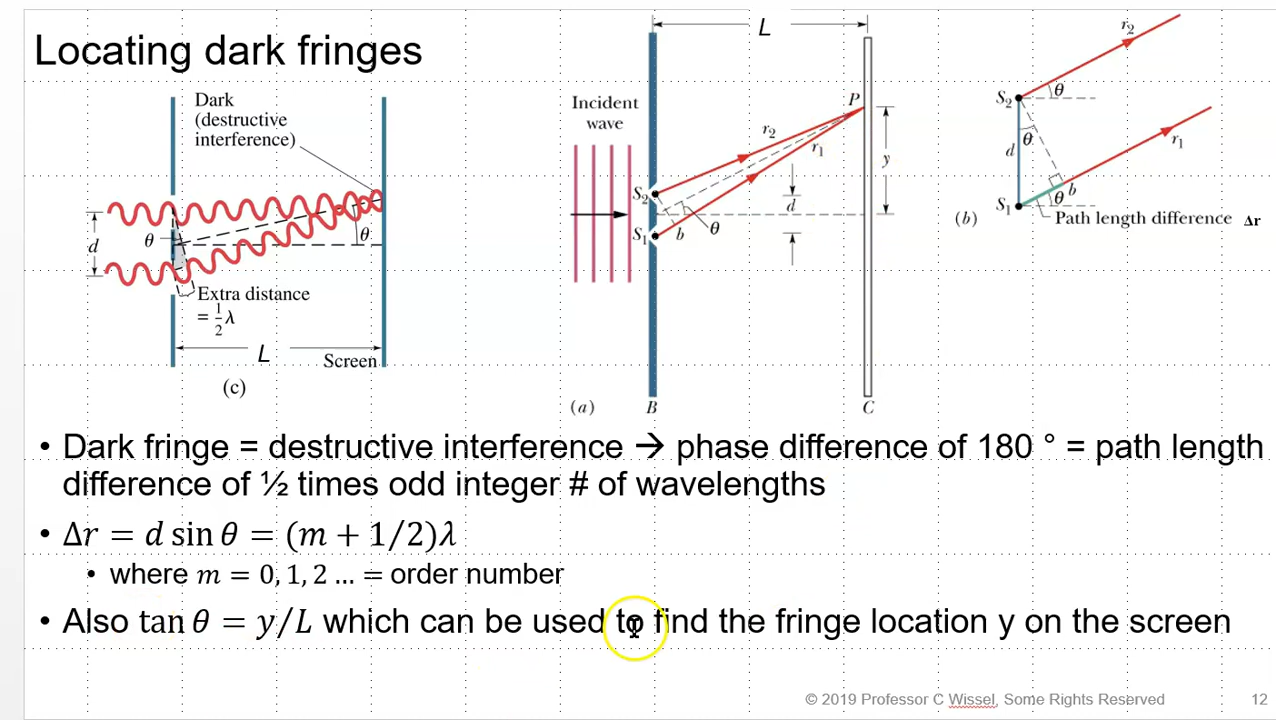 Locating dark fringes
Dark
(destructive
interference)
d
θ
θ
Extra distance
= 1/2 λ
L
Screen
(c)
L
Incident
wave
P
r₂
r₁
y
S₂
d
S₁
b
θ
(a)
B
C
r₂
S₂
θ
θ
d
r₁
S₁
θ
b
(b)
Path length difference Δr
• Dark fringe = destructive interference → phase difference of 180 ° = path length
difference of ½ times odd integer # of wavelengths
• Δr = d sin θ = (m + 1/2)λ
• where m = 0, 1, 2 ... = order number
• Also tan θ = y/L which can be used to find the fringe location y on the screen
© 2019 Professor C Wissel, Some Rights Reserved
12